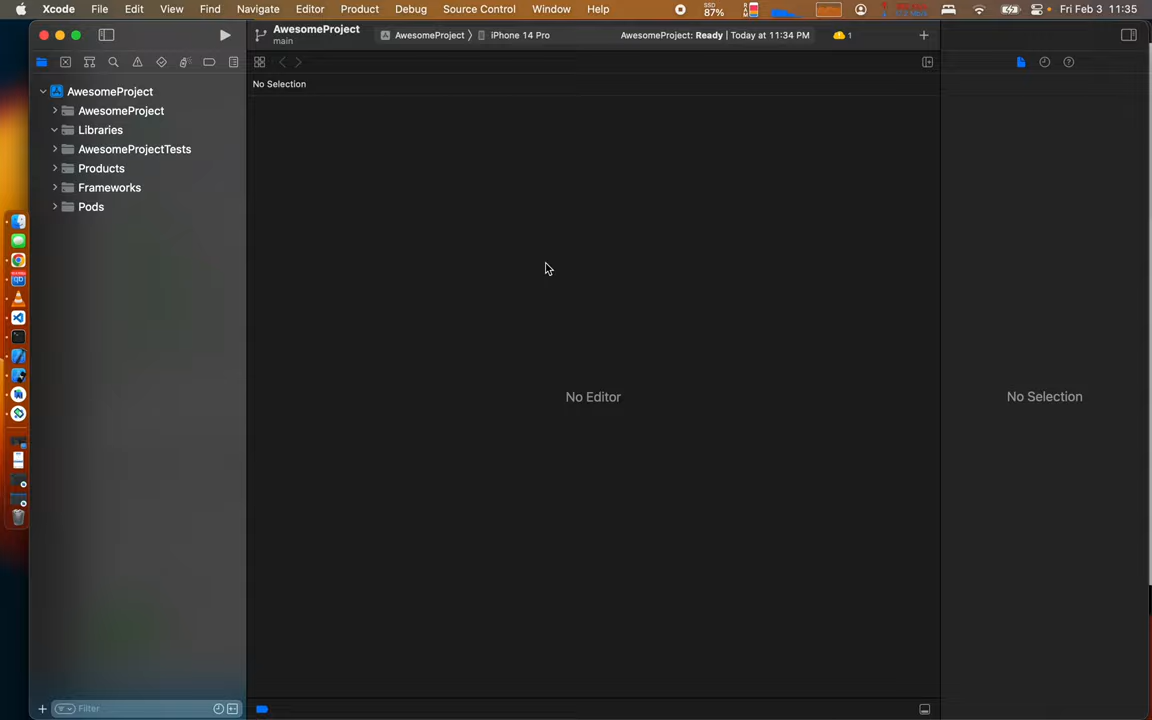 Xcode File Edit View Find Navigate Editor Product Debug Source Control Window Help SSD 87% Fri Feb 3 11:35
AwesomeProject
main
AwesomeProject 〉 iPhone 14 Pro
AwesomeProject: Ready | Today at 11:34 PM
1
No Selection
AwesomeProject
AwesomeProject
Libraries
AwesomeProjectTests
Products
Frameworks
Pods
No Editor
No Selection
Filter